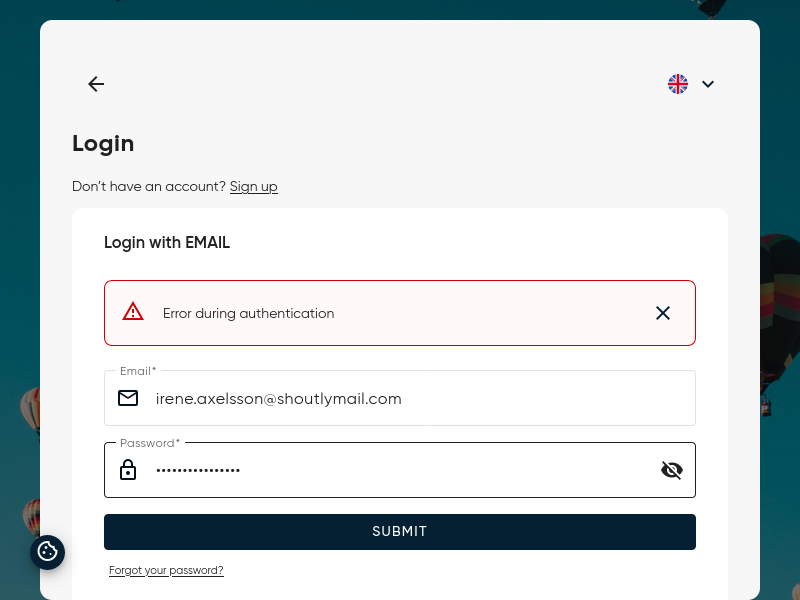 Login
Don't have an account? Sign up
Login with EMAIL
Error during authentication
Email*
irene.axelsson@shoutlymail.com
Password*
••••••••••••••••
SUBMIT
Forgot your password?